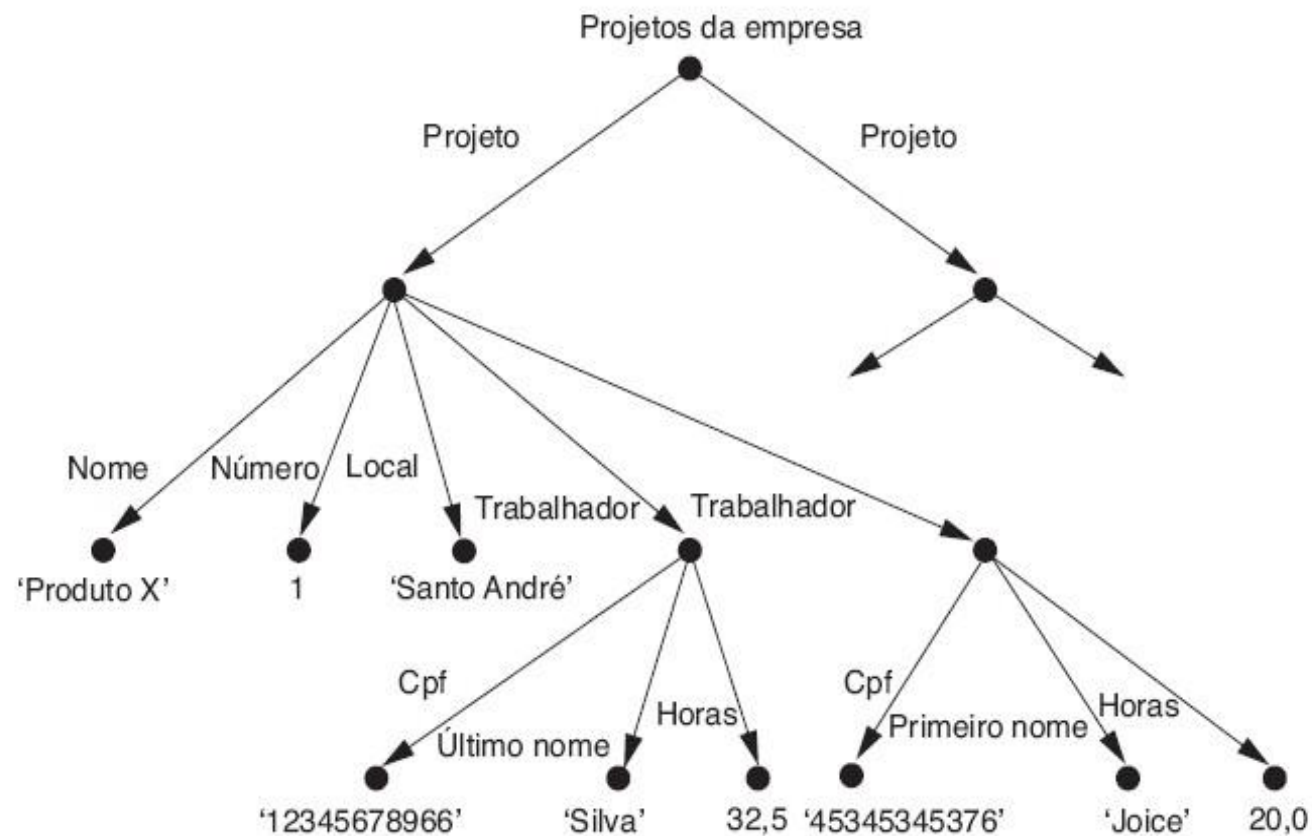 Projetos da empresa
Projeto
Projeto
Nome
Número
Local
Trabalhador
Trabalhador
‘Produto X’
1
‘Santo André’
Cpf
Último nome
Horas
Cpf
Primeiro nome
Horas
‘12345678966’
‘Silva’
32,5
‘45345345376’
‘Joice’
20,0